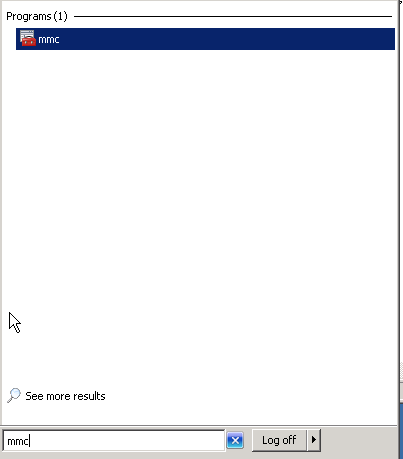 Programs (1)
mmc
See more results
mmc
Log off